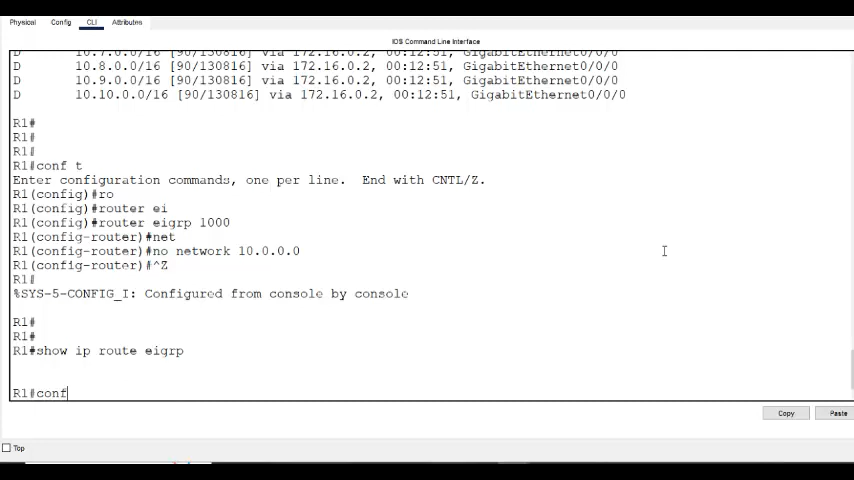 Physical Config CLI Attributes
IOS Command Line Interface
D 10.7.0.0/16 [90/130816] via 172.16.0.2, 00:12:51, GigabitEthernet0/0/0
D 10.8.0.0/16 [90/130816] via 172.16.0.2, 00:12:51, GigabitEthernet0/0/0
D 10.9.0.0/16 [90/130816] via 172.16.0.2, 00:12:51, GigabitEthernet0/0/0
D 10.10.0.0/16 [90/130816] via 172.16.0.2, 00:12:51, GigabitEthernet0/0/0
R1#
R1#
R1#
R1#conf t
Enter configuration commands, one per line. End with CNTL/Z.
R1(config)#ro
R1(config)#router ei
R1(config)#router eigrp 1000
R1(config-router)#net
R1(config-router)#no network 10.0.0.0
R1(config-router)#^Z
R1#
%SYS-5-CONFIG_I: Configured from console by console
R1#
R1#
R1#show ip route eigrp
R1#conf
Copy Paste
Top